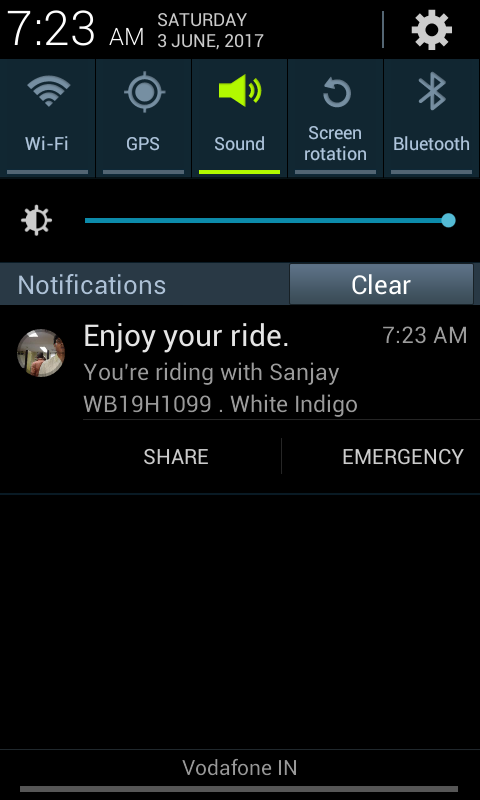 7:23 AM SATURDAY
3 JUNE, 2017
Wi-Fi GPS Sound Screen rotation Bluetooth
Notifications Clear
Enjoy your ride. 7:23 AM
You're riding with Sanjay
WB19H1099 . White Indigo
SHARE EMERGENCY
Vodafone IN